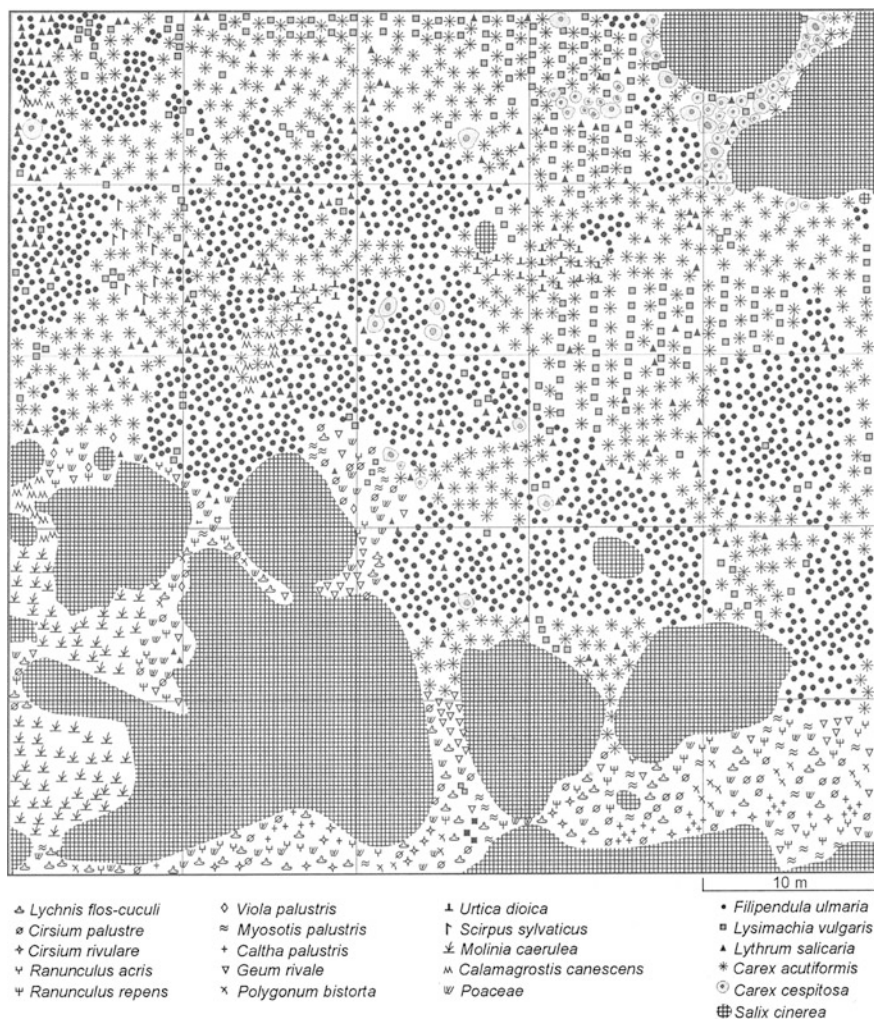 10 m
Lychnis flos-cuculi
Cirsium palustre
Cirsium rivulare
Ranunculus acris
Ranunculus repens
Viola palustris
Myosotis palustris
Caltha palustris
Geum rivale
Polygonum bistorta
Urtica dioica
Scirpus sylvaticus
Molinia caerulea
Calamagrostis canescens
Poaceae
Filipendula ulmaria
Lysimachia vulgaris
Lythrum salicaria
Carex acutiformis
Carex cespitosa
Salix cinerea